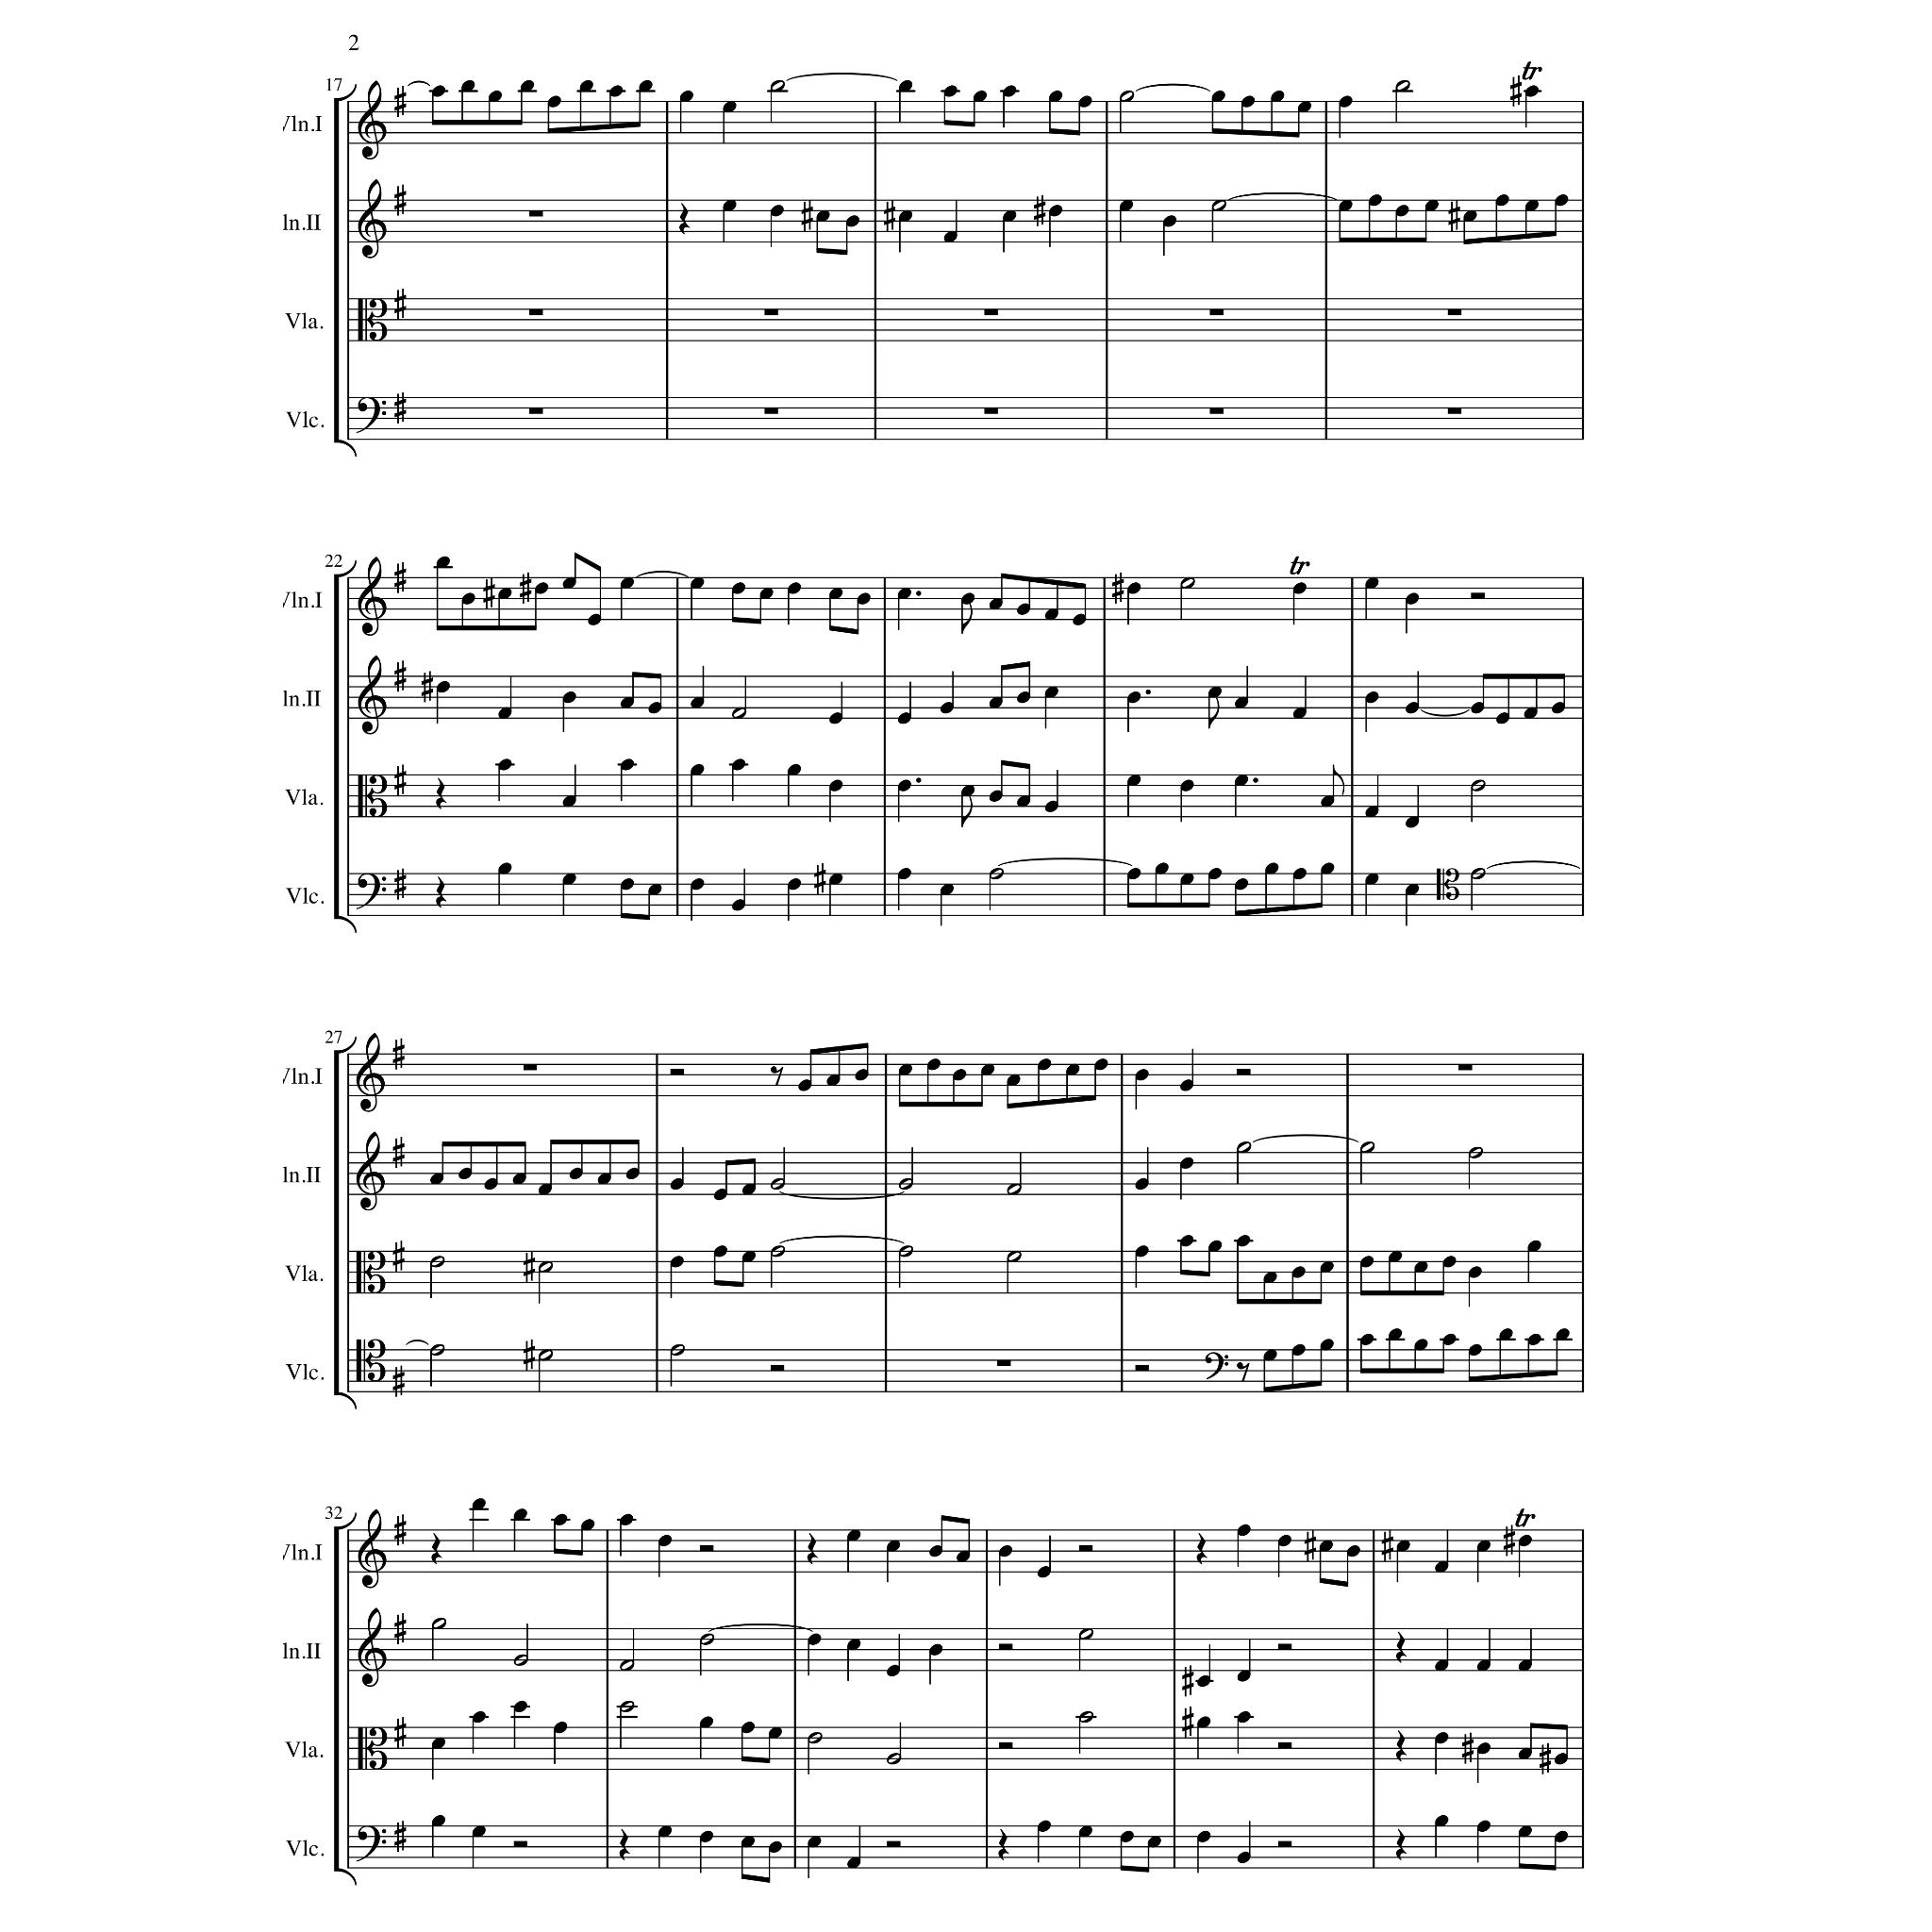 2
17
tr
Vln.I
ln.II
Vla.
Vlc.
22
tr
Vln.I
ln.II
Vla.
Vlc.
27
Vln.I
ln.II
Vla.
Vlc.
32
tr
Vln.I
ln.II
Vla.
Vlc.